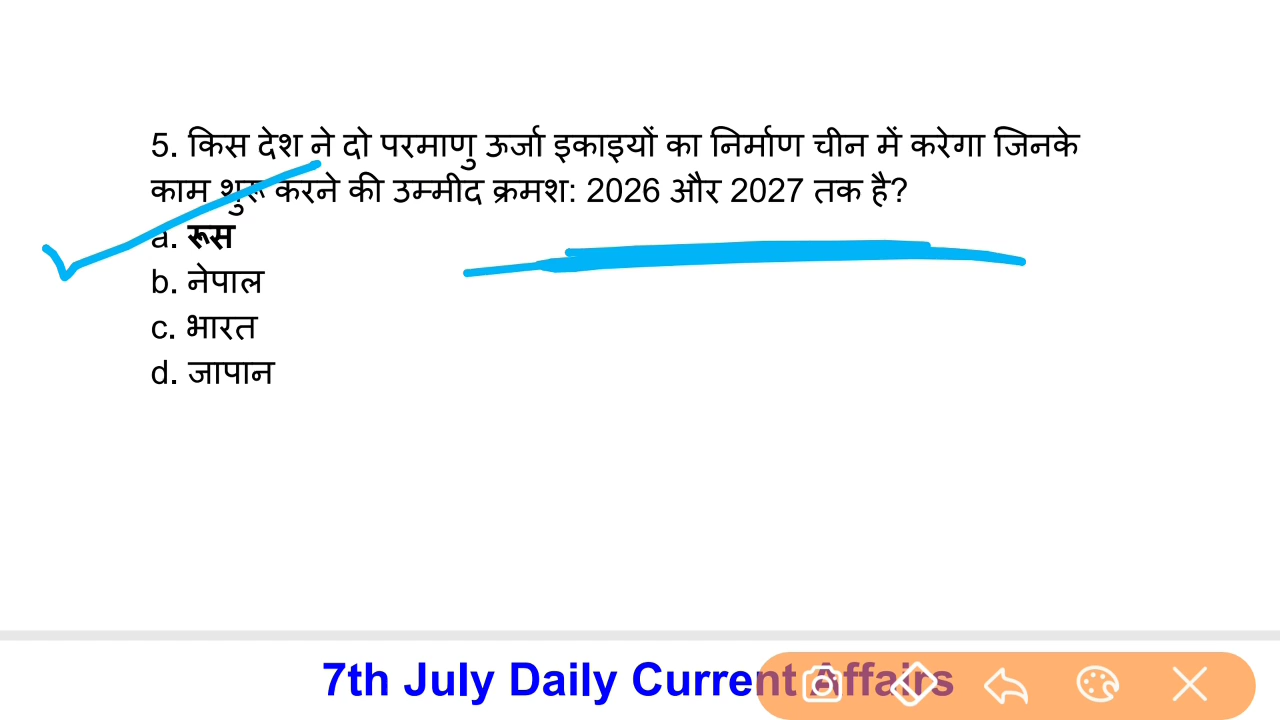 5. किस देश ने दो परमाणु ऊर्जा इकाइयों का निर्माण चीन में करेगा जिनके
काम शुरू करने की उम्मीद क्रमश: 2026 और 2027 तक है?
a. रूस
b. नेपाल
c. भारत
d. जापान
7th July Daily Current Affairs